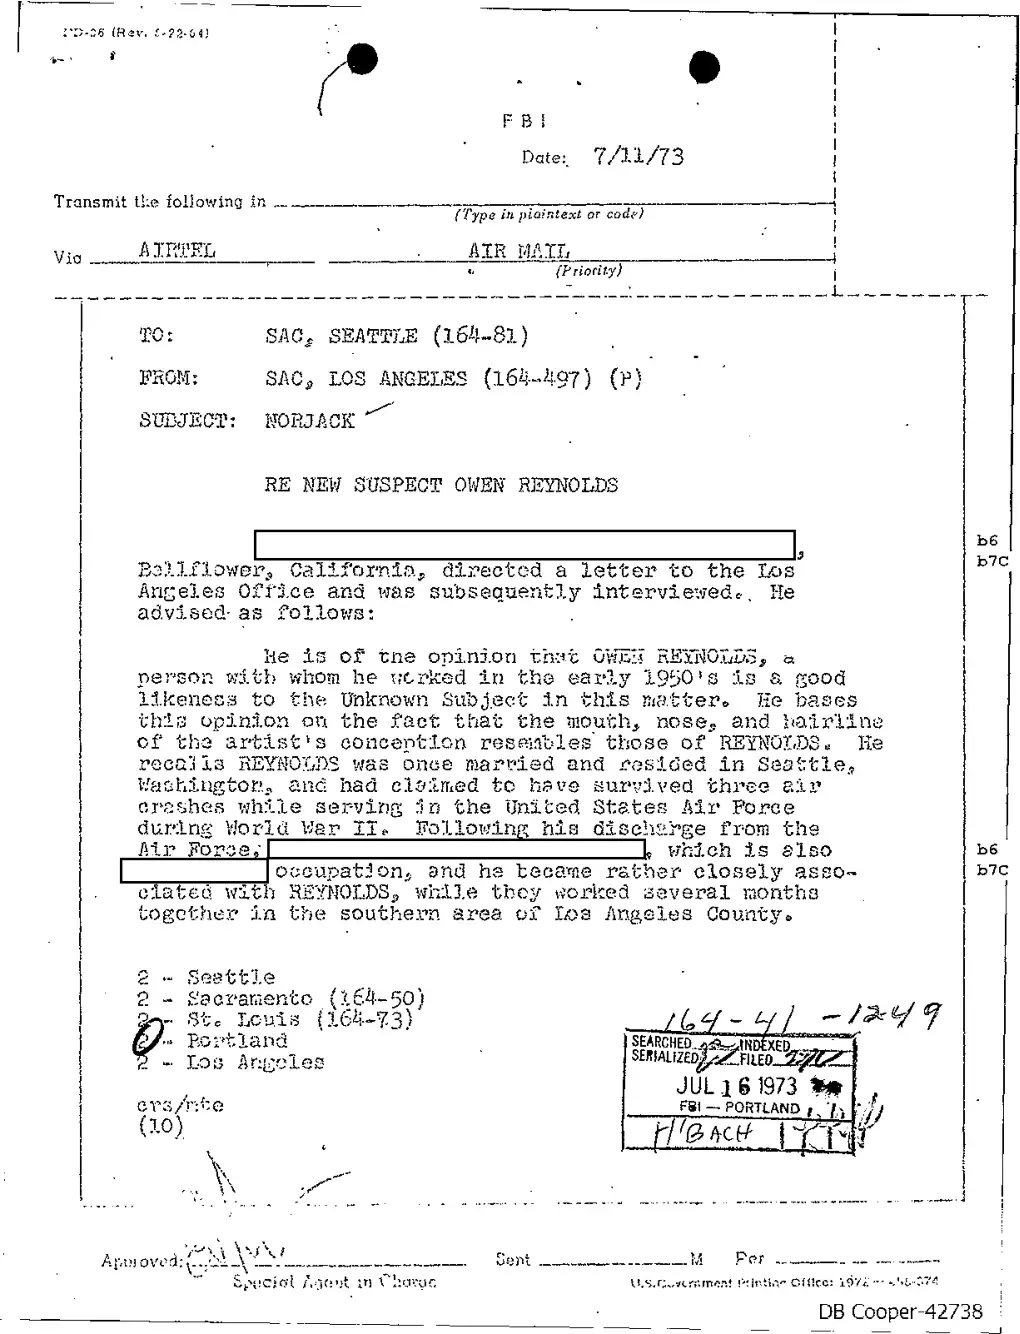 FD-36 (Rev. 5-22-64)
F B I
Date: 7/11/73
Transmit the following in
(Type in plaintext or code)
Via AIRTEL AIR MAIL
(Priority)
TO: SAC, SEATTLE (164-81)
FROM: SAC, LOS ANGELES (164-497) (P)
SUBJECT: NORJACK
RE NEW SUSPECT OWEN REYNOLDS
b6
b7C
,
Bellflower, California, directed a letter to the Los
Angeles Office and was subsequently interviewed. He
advised as follows:
He is of the opinion that OWEN REYNOLDS, a
person with whom he worked in the early 1950's is a good
likeness to the Unknown Subject in this matter. He bases
this opinion on the fact that the mouth, nose, and hairline
of the artist's conception resembles those of REYNOLDS. He
recalls REYNOLDS was once married and resided in Seattle,
Washington, and had claimed to have survived three air
crashes while serving in the United States Air Force
during World War II. Following his discharge from the
Air Force, , which is also
b6
occupation, and he became rather closely asso-
b7C
ciated with REYNOLDS, while they worked several months
together in the southern area of Los Angeles County.
2 - Seattle
2 - Sacramento (164-50)
2 - St. Louis (164-73)
2 - Portland
2 - Los Angeles
(10)
164-41-1249
SEARCHED INDEXED
SERIALIZED FILED
JUL 16 1973
FBI — PORTLAND
H'BACH
Approved: Sent M Per
Special Agent in Charge
U.S. Government Printing Office: 1972
DB Cooper-42738